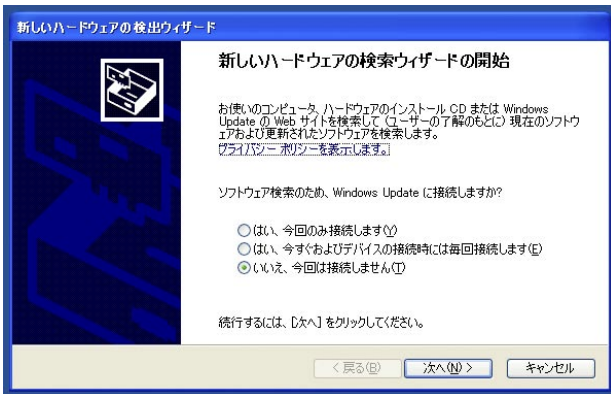 新しいハードウェアの検出ウィザード
新しいハードウェアの検索ウィザードの開始
お使いのコンピュータ、ハードウェアのインストール CD または Windows
Update の Web サイトを検索して (ユーザーの了解のもとに) 現在のソフトウ
ェアおよび更新されたソフトウェアを検索します。
プライバシー ポリシーを表示します。
ソフトウェア検索のため、Windows Update に接続しますか?
はい、今回のみ接続します(Y)
はい、今すぐおよびデバイスの接続時には毎回接続します(E)
いいえ、今回は接続しません(T)
続行するには、[次へ] をクリックしてください。
< 戻る(B) 次へ(N) > キャンセル